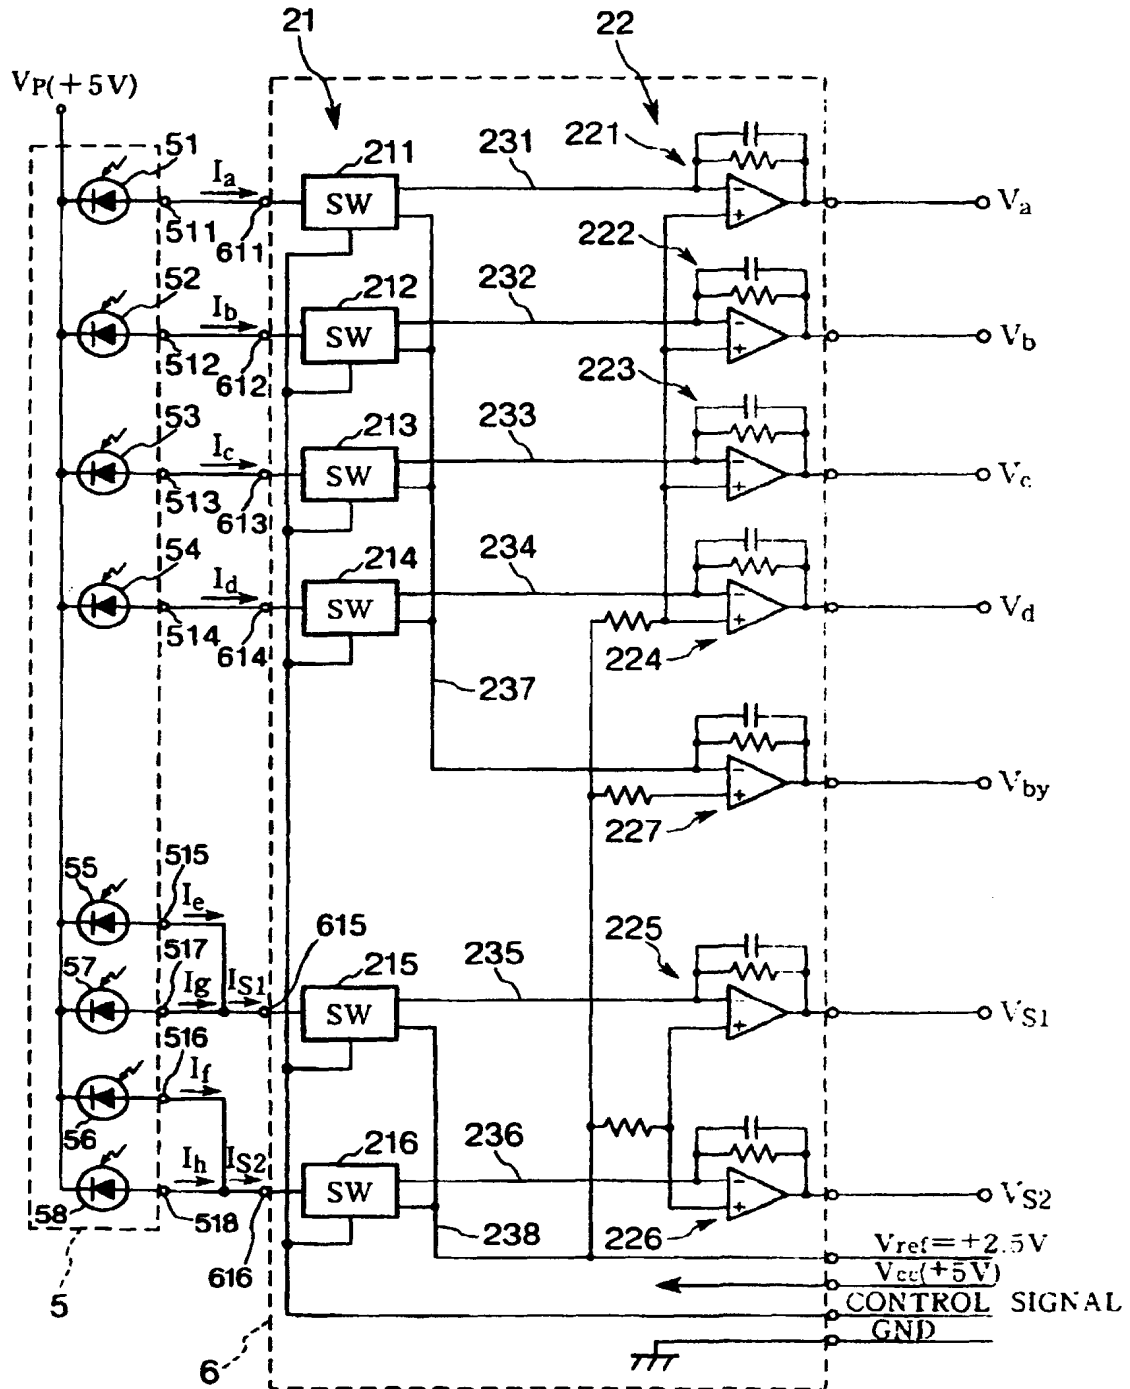 21
22
VP(+5V)
51
Ia
211
SW
231
221
Va
511
611
222
52
Ib
212
SW
232
Vb
512
612
223
53
Ic
213
SW
233
Vc
513
613
54
Id
214
SW
234
Vd
514
614
224
237
Vby
227
55
515
Ie
615
225
57
517
Ig
IS1
215
SW
235
VS1
516
If
56
Ih
IS2
216
SW
236
VS2
58
518
238
226
616
Vref=+2.5V
Vcc(+5V)
5
CONTROL SIGNAL
GND
6